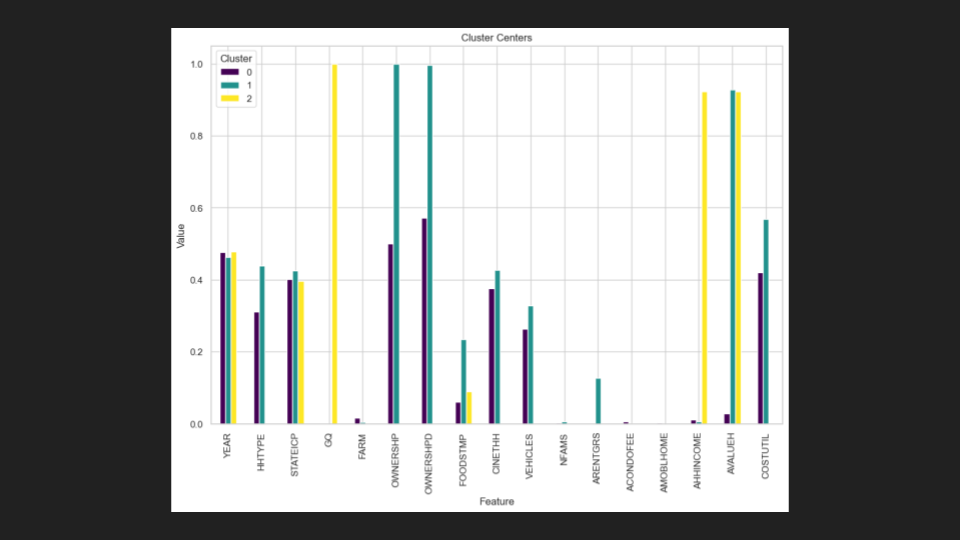 Cluster Centers
Cluster
0
1
2
1.0
0.8
0.6
0.4
0.2
0.0
Value
YEAR
HHTYPE
STATEICP
GQ
FARM
OWNERSHP
OWNERSHPD
FOODSTMP
CINETHH
VEHICLES
NFAMS
ARENTGRS
ACONDOFEE
AMOBLHOME
AHHINCOME
AVALUEH
COSTUTIL
Feature